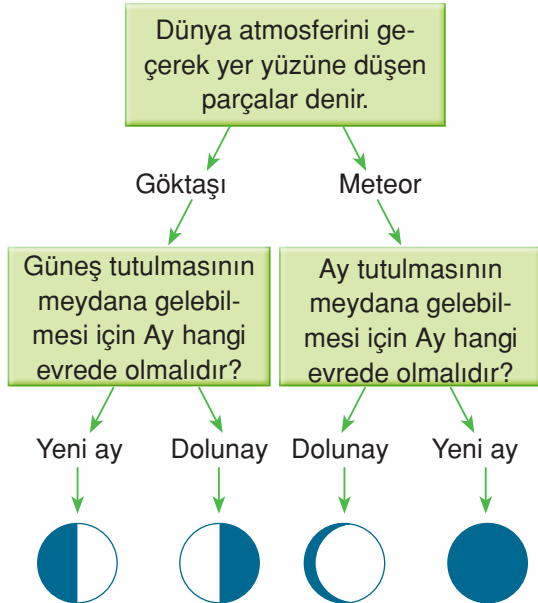 Dünya atmosferini ge-
çerek yer yüzüne düşen
parçalar denir.
Göktaşı
Meteor
Güneş tutulmasının
meydana gelebil-
mesi için Ay hangi
evrede olmalıdır?
Ay tutulmasının
meydana gelebil-
mesi için Ay hangi
evrede olmalıdır?
Yeni ay
Dolunay
Dolunay
Yeni ay